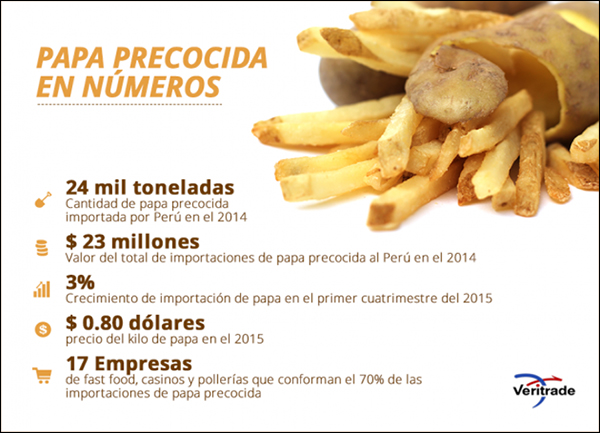 PAPA PRECOCIDA
EN NÚMEROS
24 mil toneladas
Cantidad de papa precocida
importada por Perú en el 2014
$ 23 millones
Valor del total de importaciones de papa precocida al Perú en el 2014
3%
Crecimiento de importación de papa en el primer cuatrimestre del 2015
$ 0.80 dólares
precio del kilo de papa en el 2015
17 Empresas
de fast food, casinos y pollerías que conforman el 70% de las
importaciones de papa precocida
Veritrade